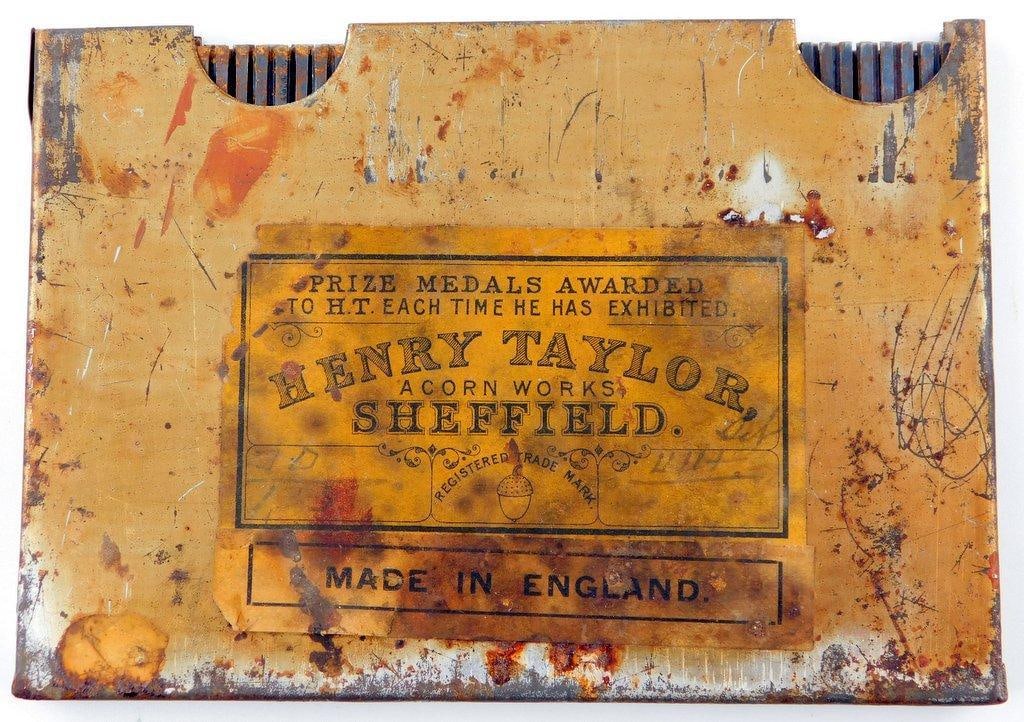 PRIZE MEDALS AWARDED
TO H.T. EACH TIME HE HAS EXHIBITED.
HENRY TAYLOR,
ACORN WORKS
SHEFFIELD.
REGISTERED TRADE MARK
MADE IN ENGLAND.